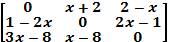 0 x + 2 2 − x
1 − 2x 0 2x − 1
3x − 8 x − 8 0